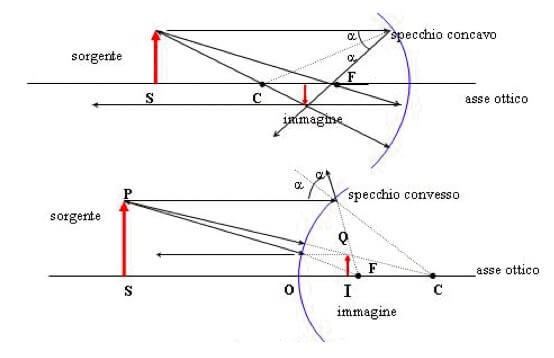 α
specchio concavo
sorgente
α
F
S
C
asse ottico
immagine
α
α
P
specchio convesso
sorgente
Q
F
asse ottico
S
O
I
C
immagine